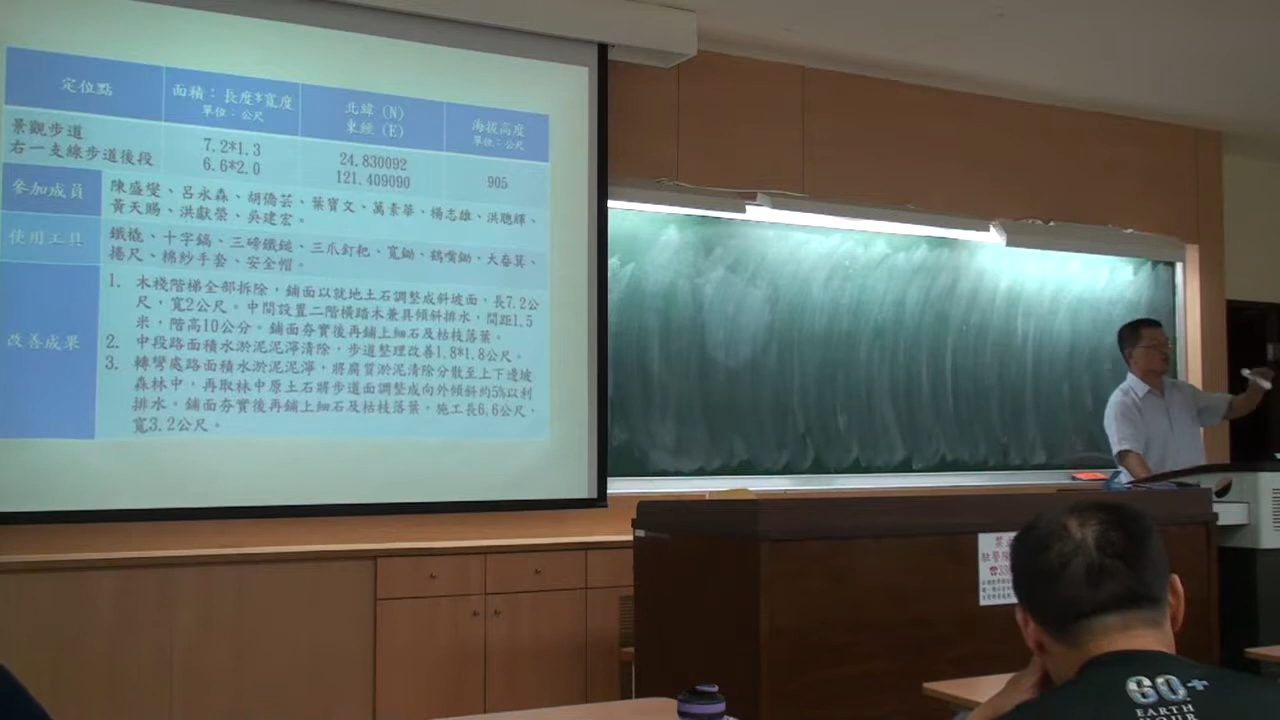 定位點
面積：長度*寬度
單位：公尺
北緯 (N)
東經 (E)
海拔高度
單位：公尺
景觀步道
右一支線步道後段
7.2*1.3
6.6*2.0
24.830092
121.409090
905
參加成員
陳盛燮、呂永森、胡僑芸、葉寶文、萬素華、楊志雄、洪聰輝、
黃天賜、洪獻榮、吳建宏。
使用工具
鐵橇、十字鎬、三磅鐵鎚、三爪釘耙、寬鋤、鶴嘴鋤、大畚箕、
捲尺、棉紗手套、安全帽。
改善成果
1. 木棧階梯全部拆除，鋪面以就地土石調整成斜坡面，長7.2公
尺，寬2公尺。中間設置二階橫踏木兼具傾斜排水，間距1.5
米，階高10公分。鋪面夯實後再鋪上細石及枯枝落葉。
2. 中段路面積水淤泥泥濘清除，步道整理改善1.8*1.8公尺。
3. 轉彎處路面積水淤泥泥濘，將腐質淤泥清除分散至上下邊坡
森林中，再取林中原土石將步道面調整成向外傾斜約5%以利
排水。鋪面夯實後再鋪上細石及枯枝落葉。施工長6.6公尺，
寬3.2公尺。
60+
EARTH